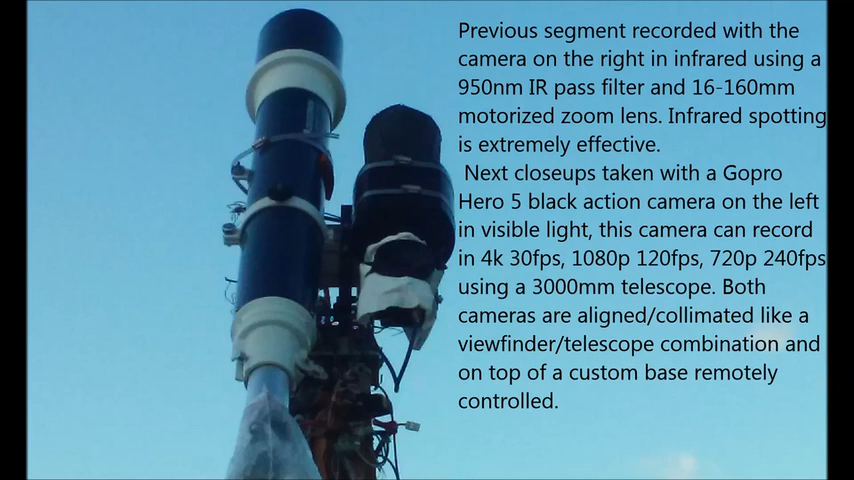 Previous segment recorded with the
camera on the right in infrared using a
950nm IR pass filter and 16-160mm
motorized zoom lens. Infrared spotting
is extremely effective.
Next closeups taken with a Gopro
Hero 5 black action camera on the left
in visible light, this camera can record
in 4k 30fps, 1080p 120fps, 720p 240fps
using a 3000mm telescope. Both
cameras are aligned/collimated like a
viewfinder/telescope combination and
on top of a custom base remotely
controlled.